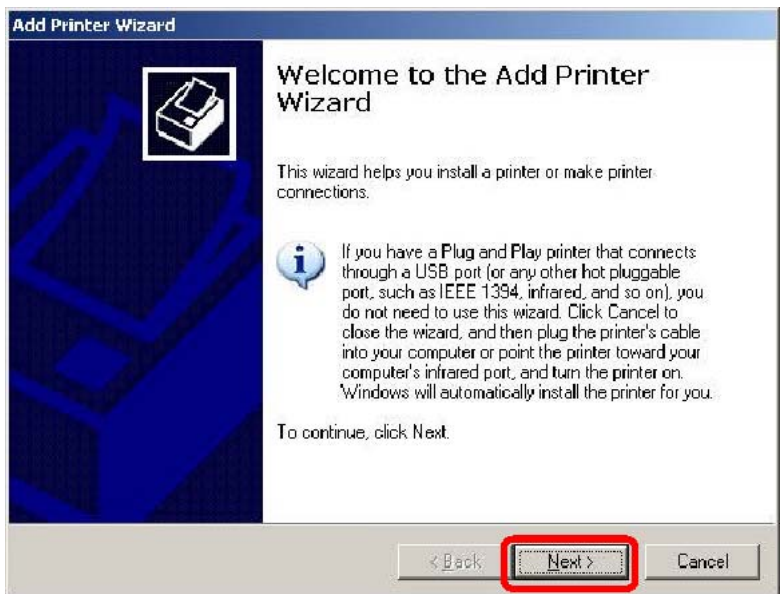 Add Printer Wizard
Welcome to the Add Printer
Wizard
This wizard helps you install a printer or make printer
connections.
If you have a Plug and Play printer that connects
through a USB port (or any other hot pluggable
port, such as IEEE 1394, infrared, and so on), you
do not need to use this wizard. Click Cancel to
close the wizard, and then plug the printer's cable
into your computer or point the printer toward your
computer's infrared port, and turn the printer on.
Windows will automatically install the printer for you.
To continue, click Next.
< Back Next > Cancel